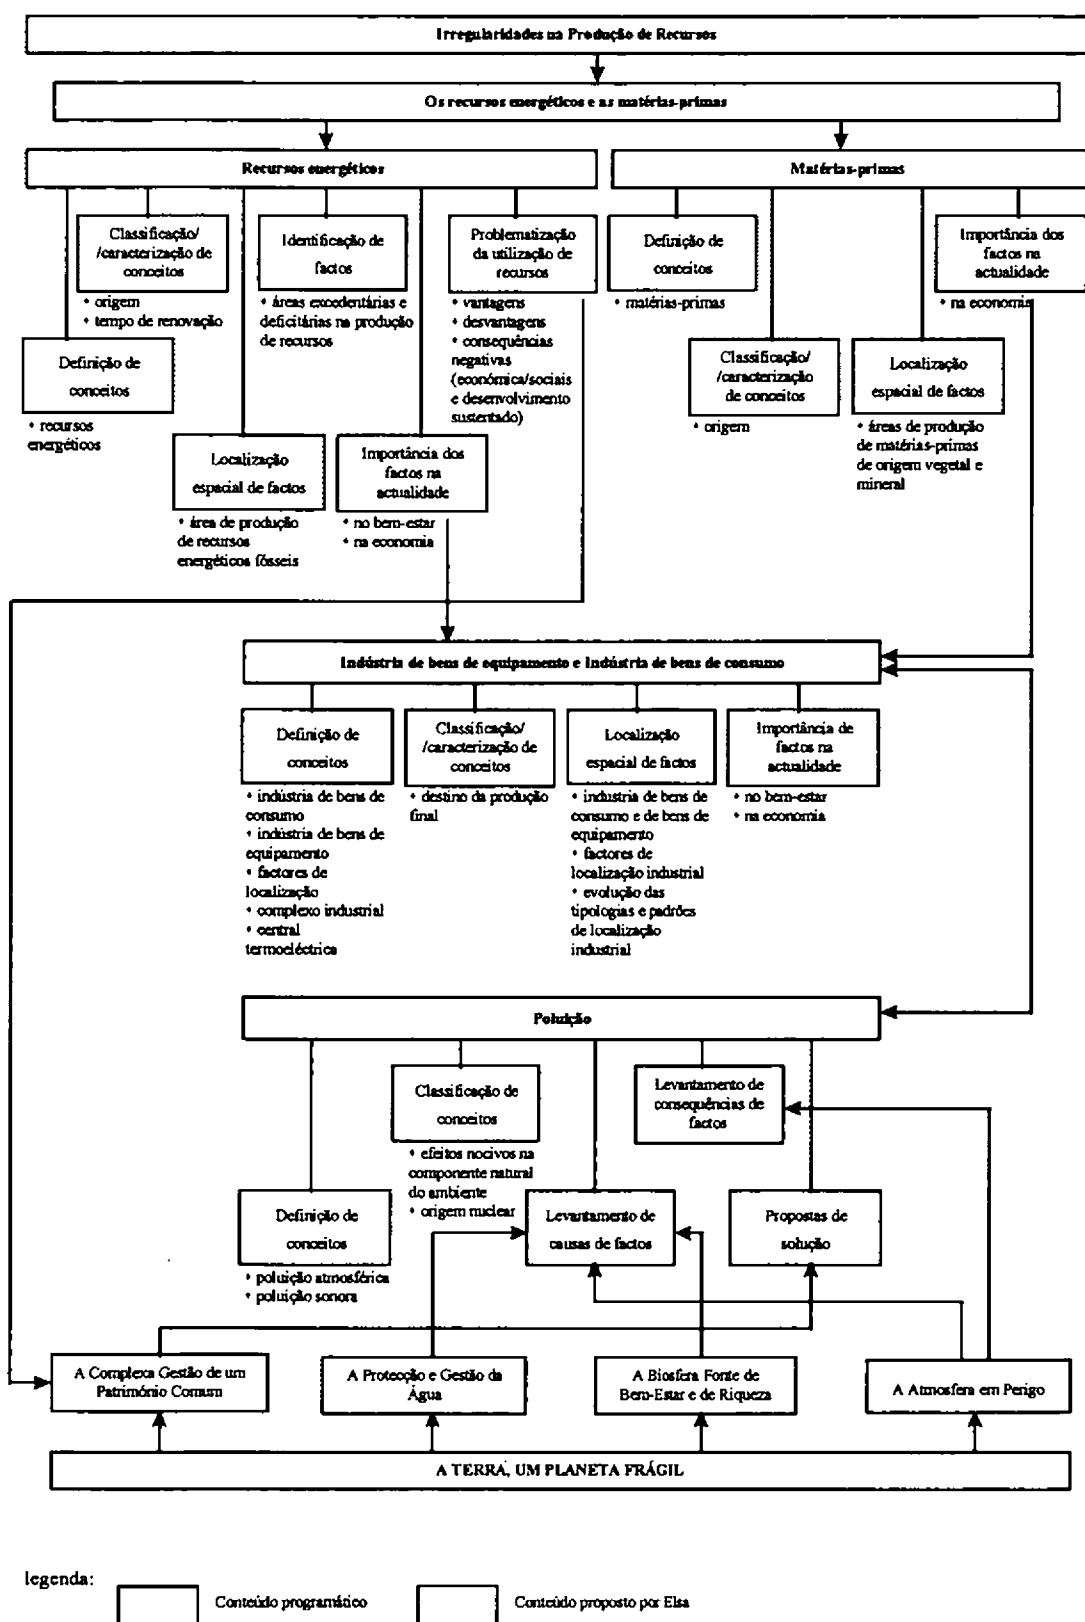 Irregularidades na Produção de Recursos
Os recursos energéticos e as matérias-primas
Recursos energéticos
Matérias-primas
Classificação/
/caracterização de
conceitos
• origem
• tempo de renovação
Identificação de
factos
• áreas excedentárias e
deficitárias na produção
de recursos
Problematização
da utilização de
recursos
• vantagens
• desvantagens
• consequências
negativas
(económica/sociais
e desenvolvimento
sustentado)
Definição de
conceitos
• matérias-primas
Importância dos
factos na
actualidade
• na economia
Definição de
conceitos
• recursos
energéticos
Classificação/
/caracterização
de conceitos
• origem
Localização
espacial de factos
• áreas de produção
de matérias-primas
de origem vegetal e
mineral
Localização
espacial de factos
• área de produção
de recursos
energéticos fósseis
Importância dos
factos na
actualidade
• no bem-estar
• na economia
Indústria de bens de equipamento e Indústria de bens de consumo
Definição de
conceitos
• indústria de bens de
consumo
• indústria de bens de
equipamento
• factores de
localização
• complexo industrial
• central
termoeléctrica
Classificação/
/caracterização de
conceitos
• destino da produção
final
Localização
espacial de factos
• industria de bens de
consumo e de bens de
equipamento
• factores de
localização industrial
• evolução das
tipologias e padrões
de localização
industrial
Importância de
factos na
actualidade
• no bem-estar
• na economia
Poluição
Classificação de
conceitos
• efeitos nocivos na
componente natural
do ambiente
• origem nuclear
Levantamento de
consequências de
factos
Definição de
conceitos
• poluição atmosférica
• poluição sonora
Levantamento de
causas de factos
Propostas de
solução
A Complexa Gestão de um
Património Comum
A Protecção e Gestão da
Água
A Biosfera Fonte de
Bem-Estar e de Riqueza
A Atmosfera em Perigo
A TERRA, UM PLANETA FRÁGIL
legenda:
Conteúdo programático
Conteúdo proposto por Elsa